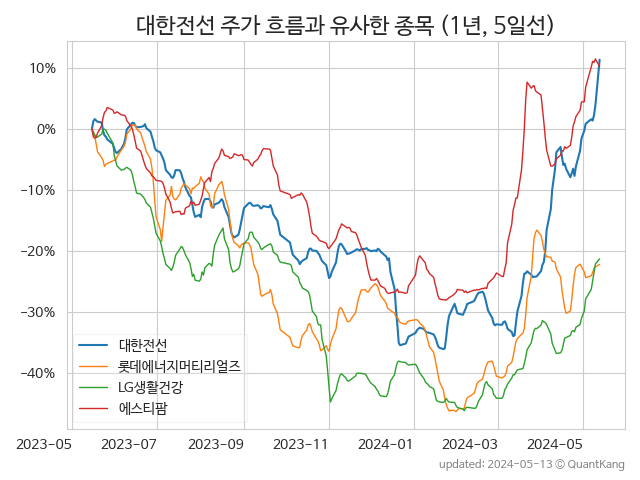 대한전선 주가 흐름과 유사한 종목 (1년, 5일선)
10%
0%
−10%
−20%
−30%
−40%
대한전선
롯데에너지머티리얼즈
LG생활건강
에스티팜
2023-05 2023-07 2023-09 2023-11 2024-01 2024-03 2024-05
updated: 2024-05-13 © QuantKang